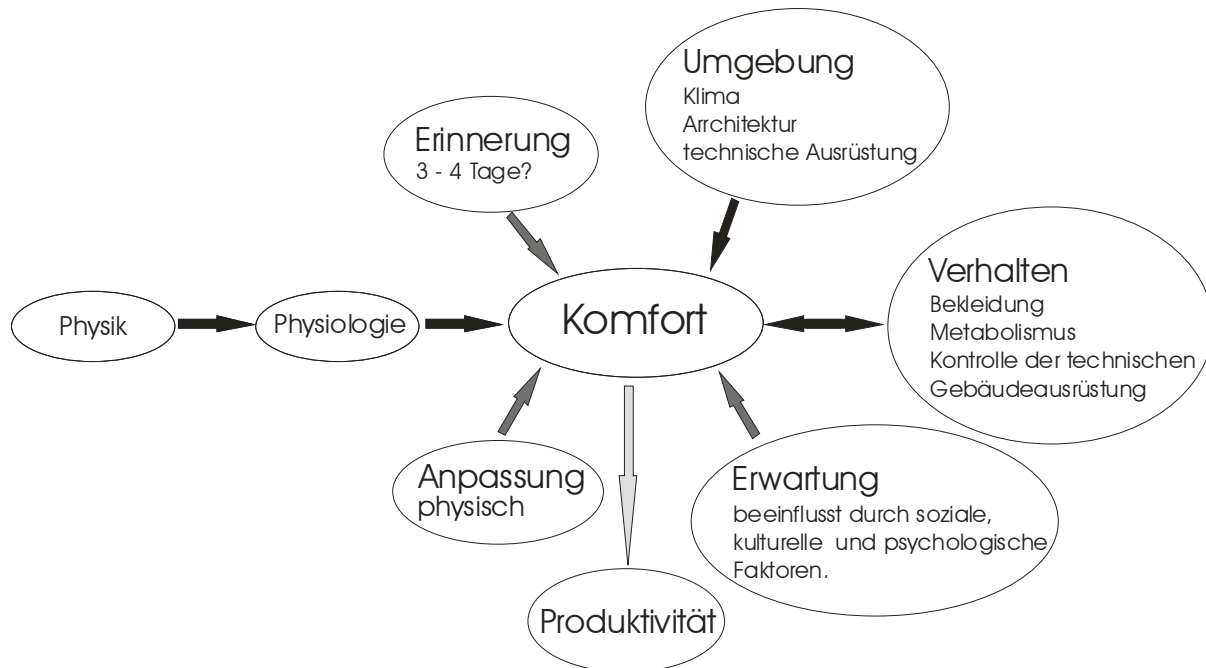 Umgebung
Klima
Arrchitektur
technische Ausrüstung
Erinnerung
3 - 4 Tage?
Verhalten
Bekleidung
Metabolismus
Kontrolle der technischen
Gebäudeausrüstung
Physik
Physiologie
Komfort
Anpassung
physisch
Erwartung
beeinflusst durch soziale,
kulturelle und psychologische
Faktoren.
Produktivität